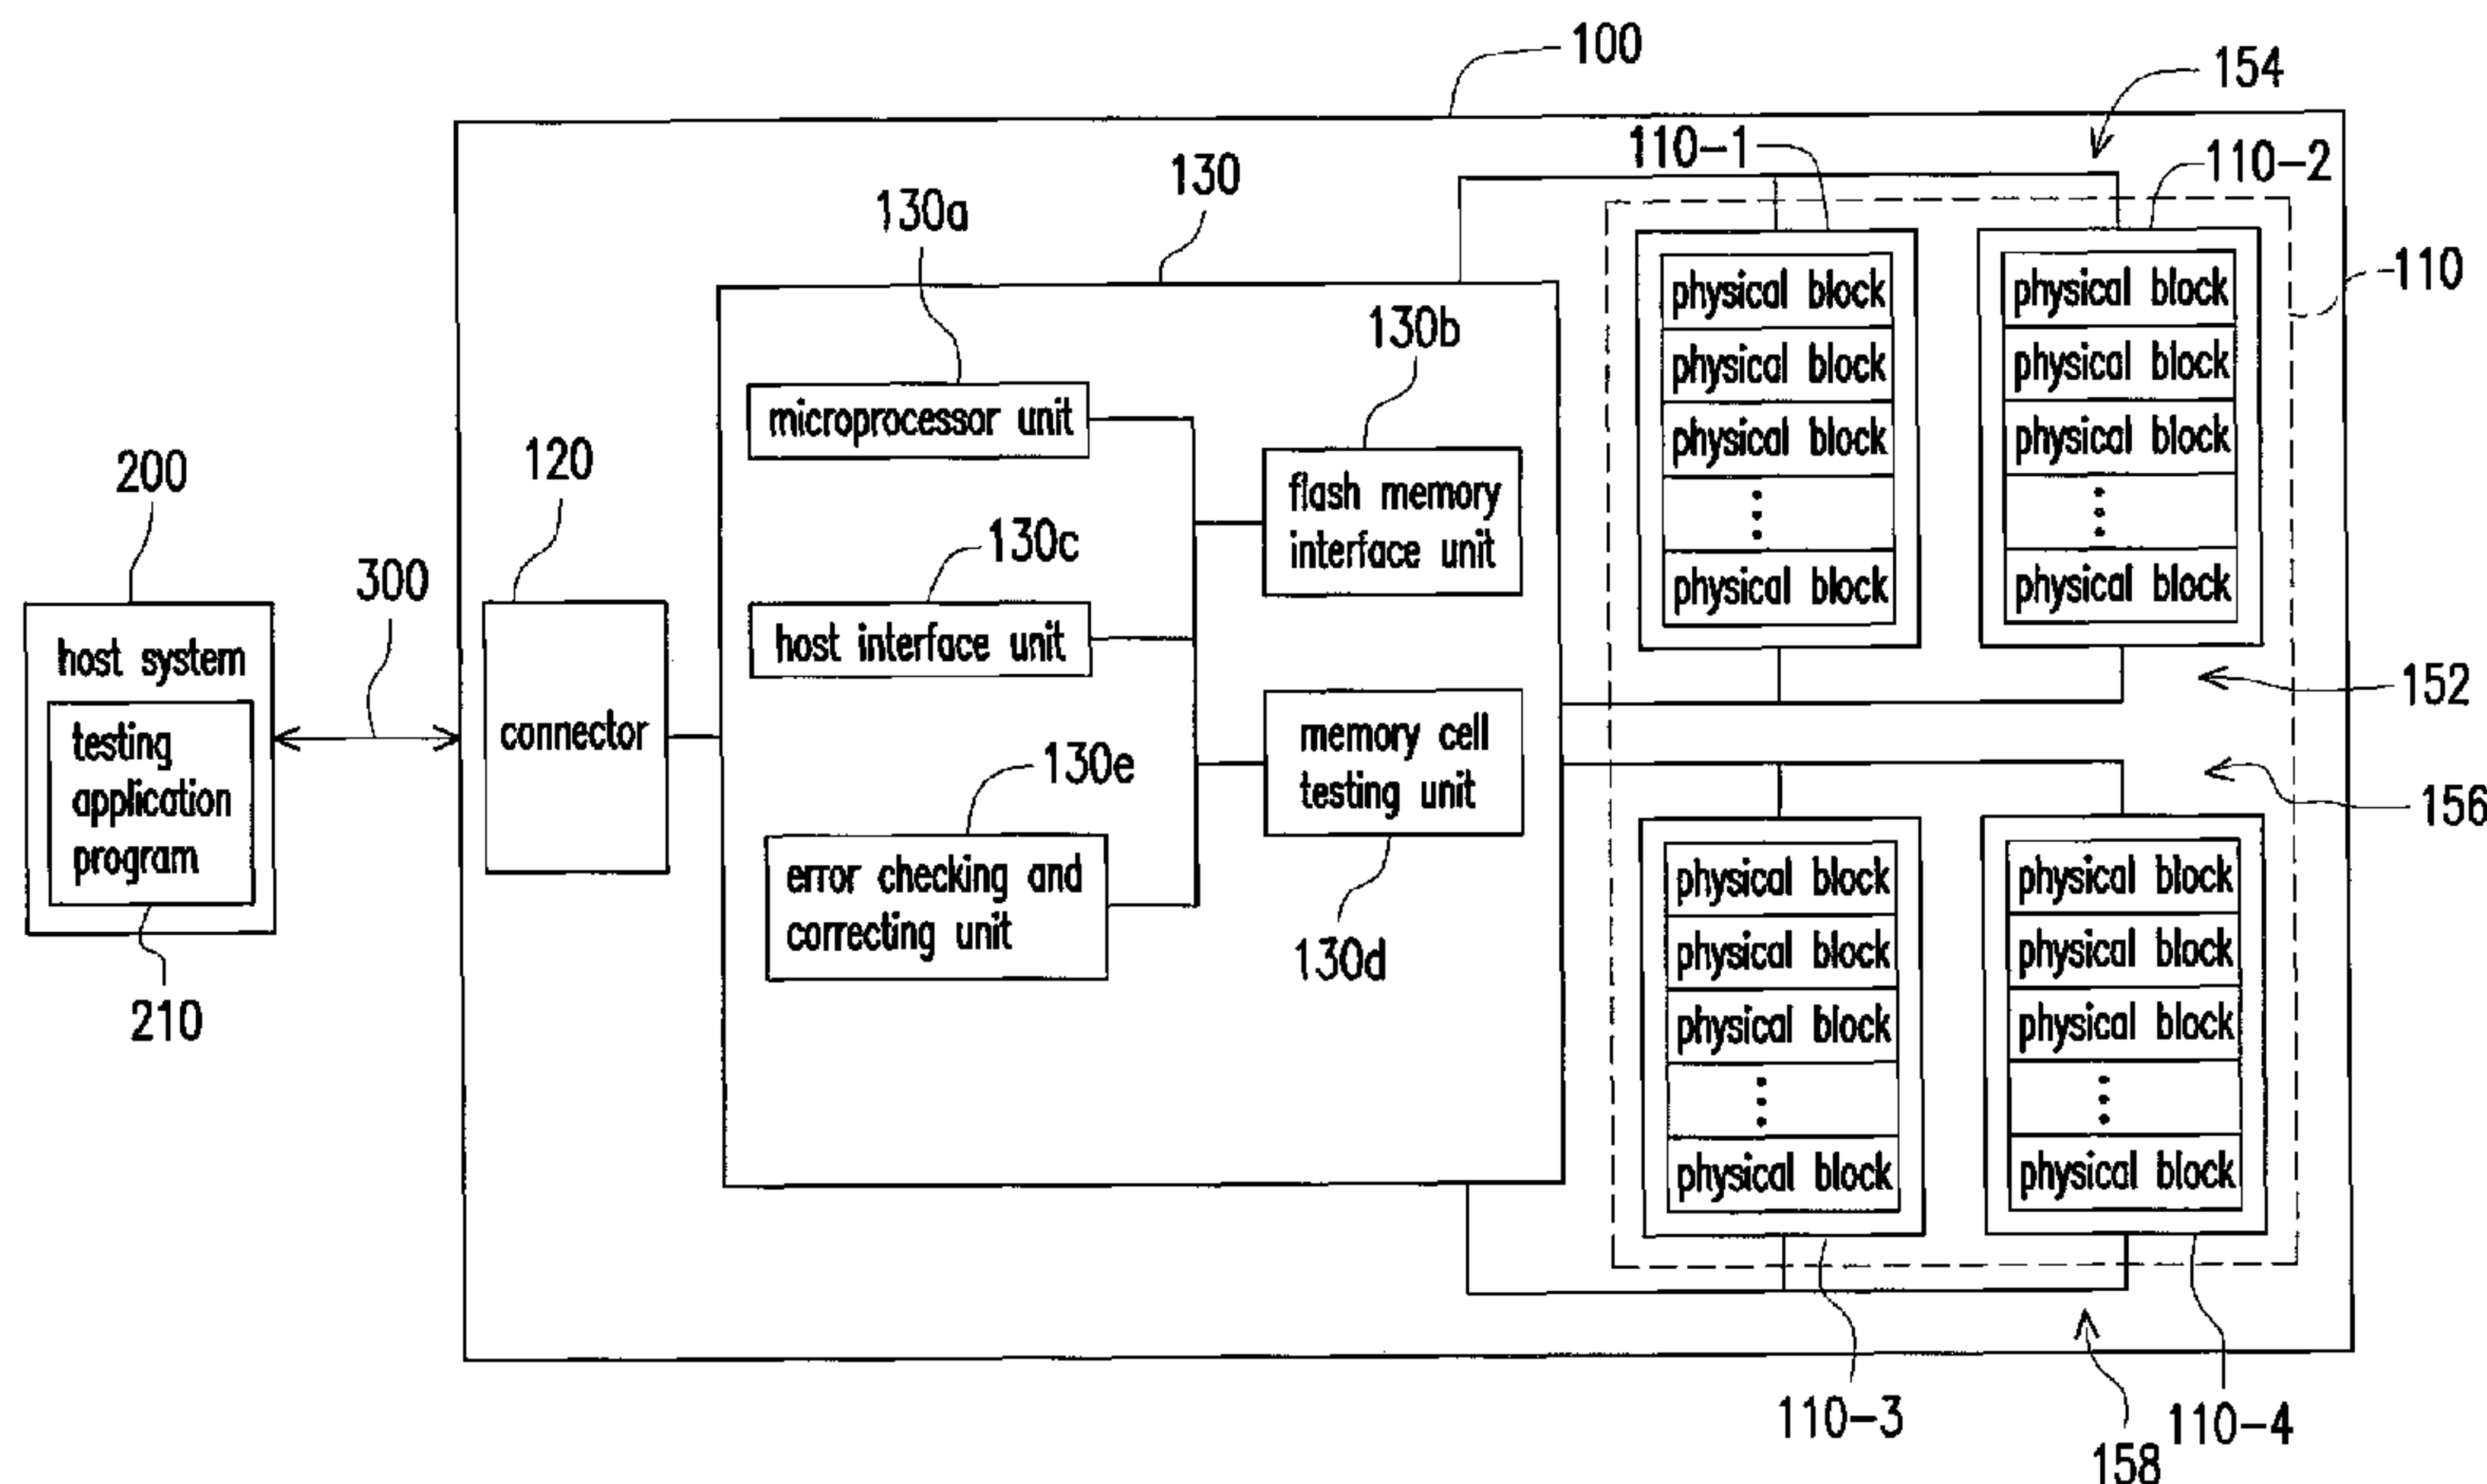 100
154
110-1
110-2
130
130a
110
130b
physical block
physical block
physical block
physical block
physical block
physical block
physical block
physical block
microprocessor unit
flash memory
interface unit
120
200
130c
300
host interface unit
host system
testing
application
program
connector
152
memory cell
testing unit
156
130e
error checking and
correcting unit
130d
210
physical block
physical block
physical block
physical block
physical block
physical block
physical block
physical block
110-3
110-4
158